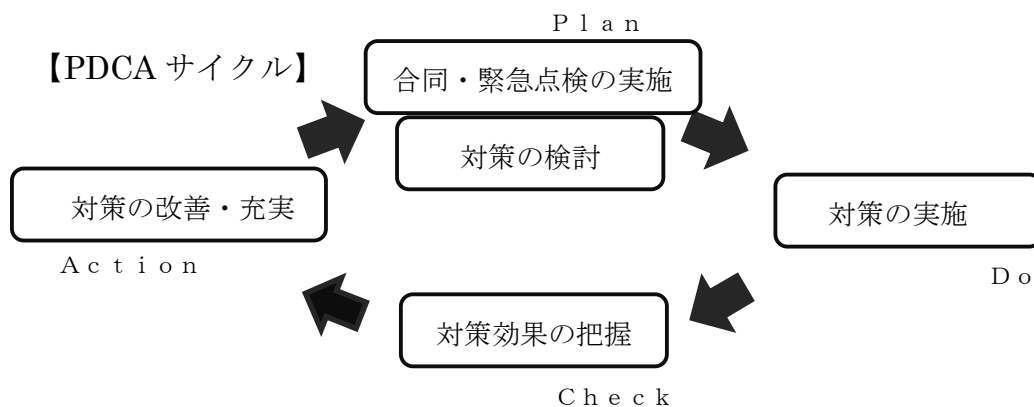 Ｐｌａｎ
【PDCA サイクル】
合同・緊急点検の実施
対策の検討
対策の改善・充実
対策の実施
Ａｃｔｉｏｎ
Ｄｏ
対策効果の把握
Ｃｈｅｃｋ